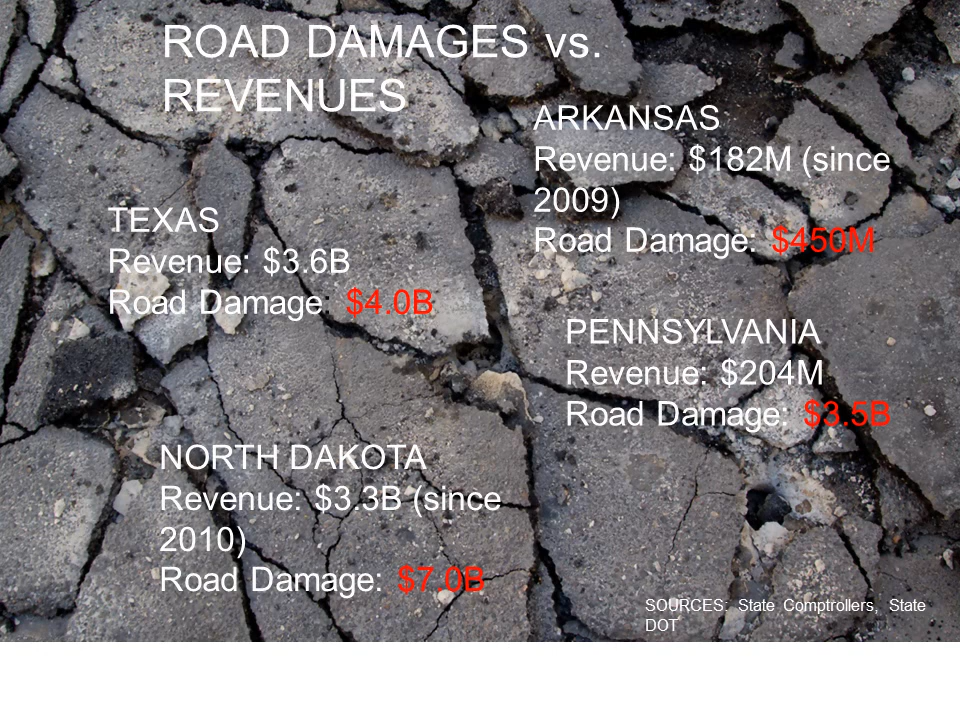 ROAD DAMAGES vs.
REVENUES
ARKANSAS
Revenue: $182M (since
2009)
Road Damage: $450M
TEXAS
Revenue: $3.6B
Road Damage: $4.0B
PENNSYLVANIA
Revenue: $204M
Road Damage: $3.5B
NORTH DAKOTA
Revenue: $3.3B (since
2010)
Road Damage: $7.0B
SOURCES: State Comptrollers, State
DOT